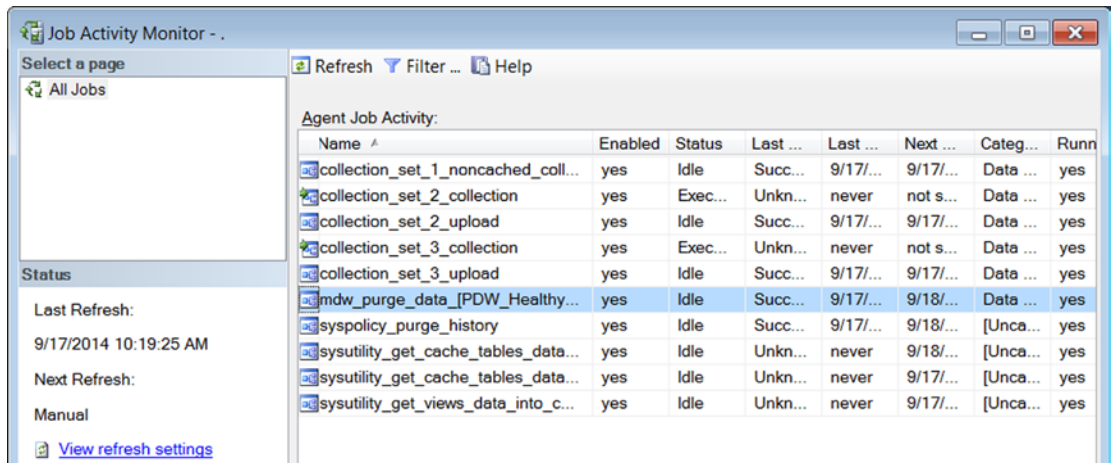 Job Activity Monitor - .
Select a page
All Jobs
Refresh Filter ... Help
Agent Job Activity:
Name Enabled Status Last ... Last ... Next ... Categ... Runn
collection_set_1_noncached_coll... yes Idle Succ... 9/17/... 9/17/... Data ... yes
collection_set_2_collection yes Exec... Unkn... never not s... Data ... yes
collection_set_2_upload yes Idle Succ... 9/17/... 9/17/... Data ... yes
collection_set_3_collection yes Exec... Unkn... never not s... Data ... yes
collection_set_3_upload yes Idle Succ... 9/17/... 9/17/... Data ... yes
mdw_purge_data_[PDW_Healthy... yes Idle Succ... 9/17/... 9/18/... Data ... yes
syspolicy_purge_history yes Idle Succ... 9/17/... 9/18/... [Unca... yes
sysutility_get_cache_tables_data... yes Idle Unkn... never 9/18/... [Unca... yes
sysutility_get_cache_tables_data... yes Idle Unkn... never 9/17/... [Unca... yes
sysutility_get_views_data_into_c... yes Idle Unkn... never 9/17/... [Unca... yes
Status
Last Refresh:
9/17/2014 10:19:25 AM
Next Refresh:
Manual
View refresh settings